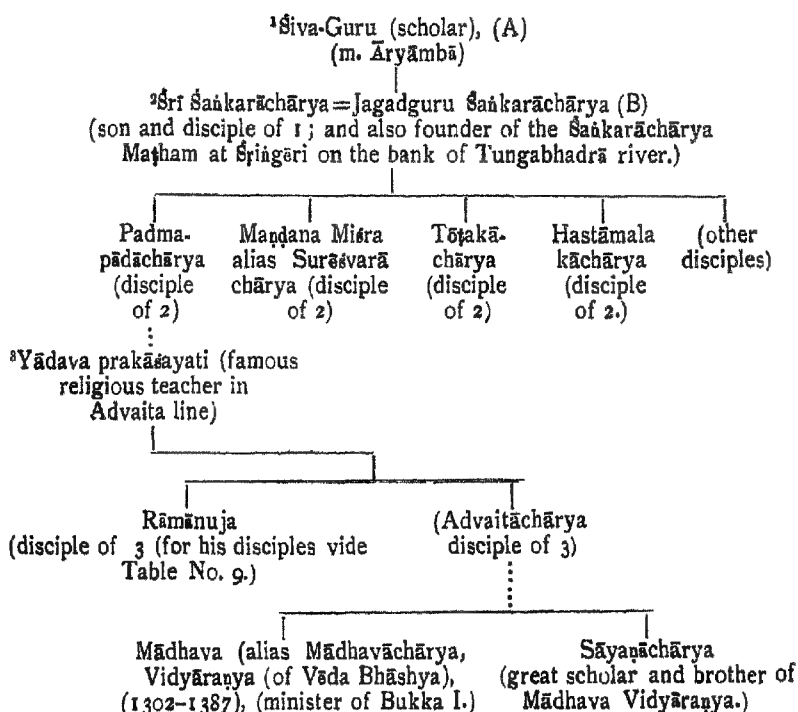 ¹Śiva-Guru (scholar), (A)
(m. Āryāmbā)
²Śrī Śaṅkarāchārya=Jagadguru Śaṅkarāchārya (B)
(son and disciple of 1 ; and also founder of the Śaṅkarāchārya
Maṭham at Śṛiṅgēri on the bank of Tungabhadrā river.)
Padma-
pādāchārya
(disciple
of 2)
Maṇḍana Miśra
alias Surēśvarā
chārya (disciple
of 2)
Tōṭakā-
chārya
(disciple
of 2)
Hastāmala
kāchārya
(disciple
of 2.)
(other
disciples)
³Yādava prakāśayati (famous
religious teacher in
Advaita line)
Rāmānuja
(disciple of 3 (for his disciples vide
Table No. 9.)
(Advaitāchārya
disciple of 3)
Mādhava (alias Mādhavāchārya,
Vidyāraṇya (of Vēda Bhāshya),
(1302-1387), (minister of Bukka I.)
Sāyaṇāchārya
(great scholar and brother of
Mādhava Vidyāraṇya.)